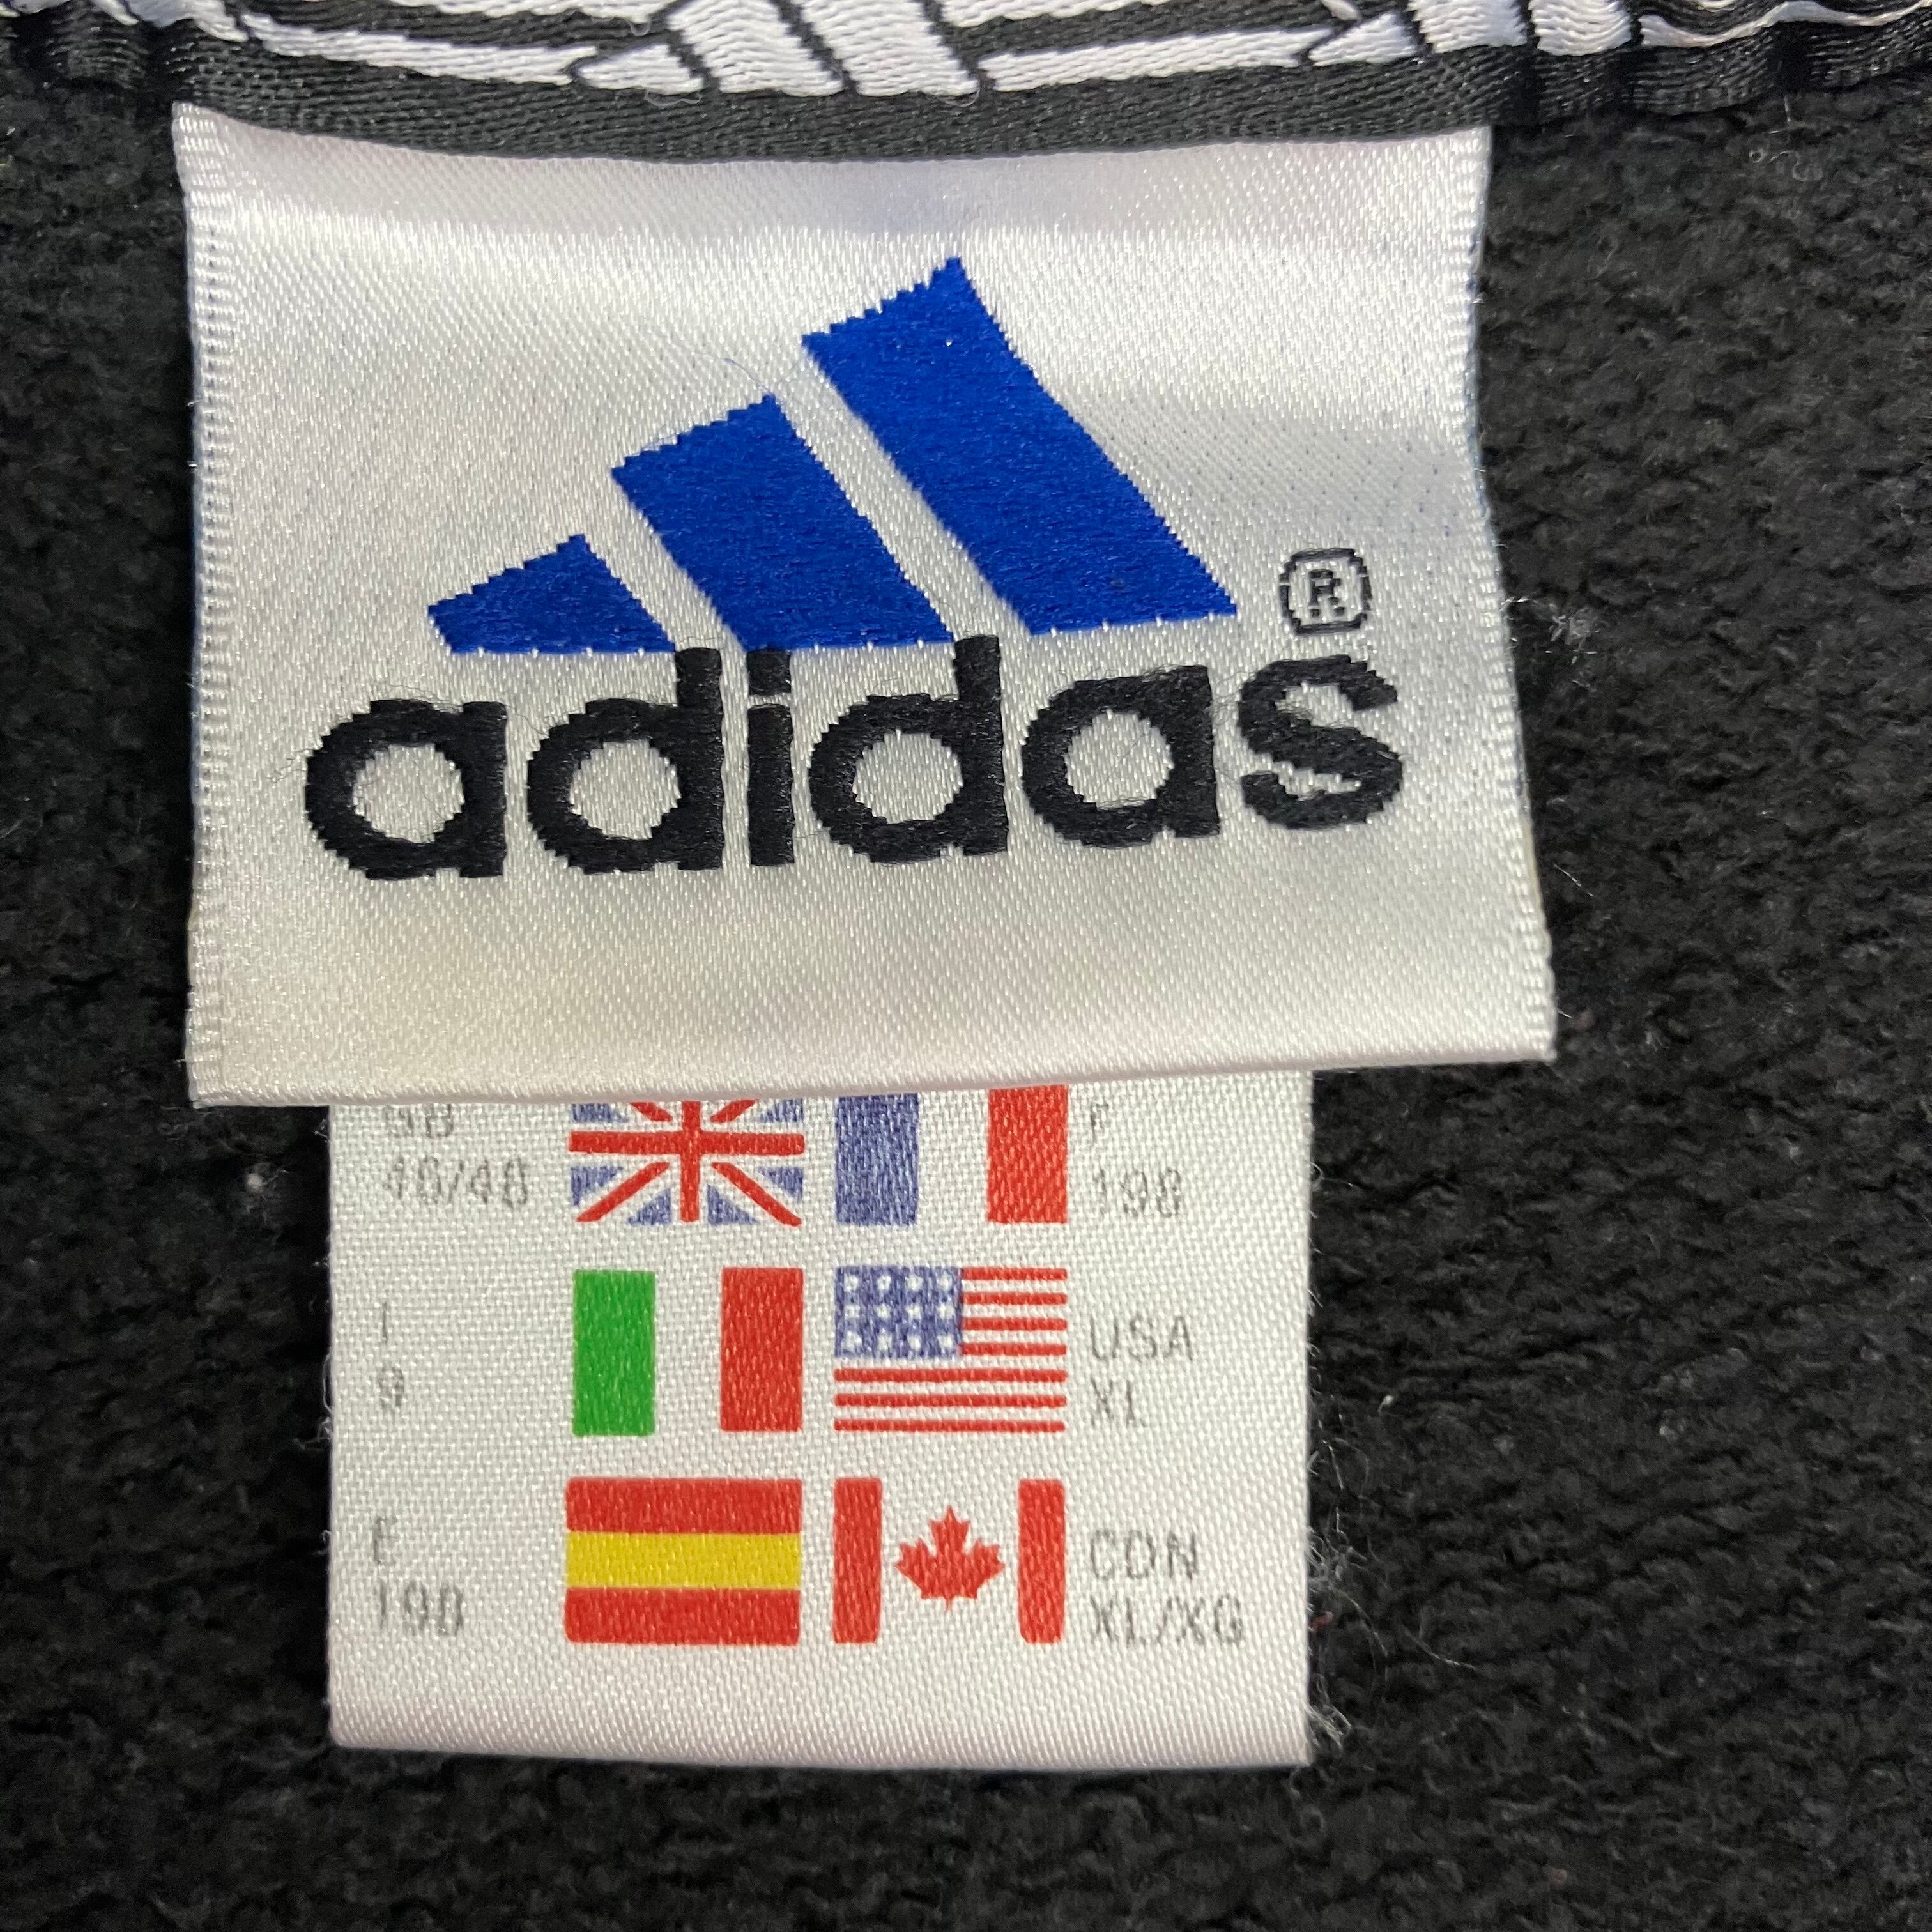 adidas®
GB
46/48
F
198
I
9
USA
XL
E
198
CDN
XL/XG